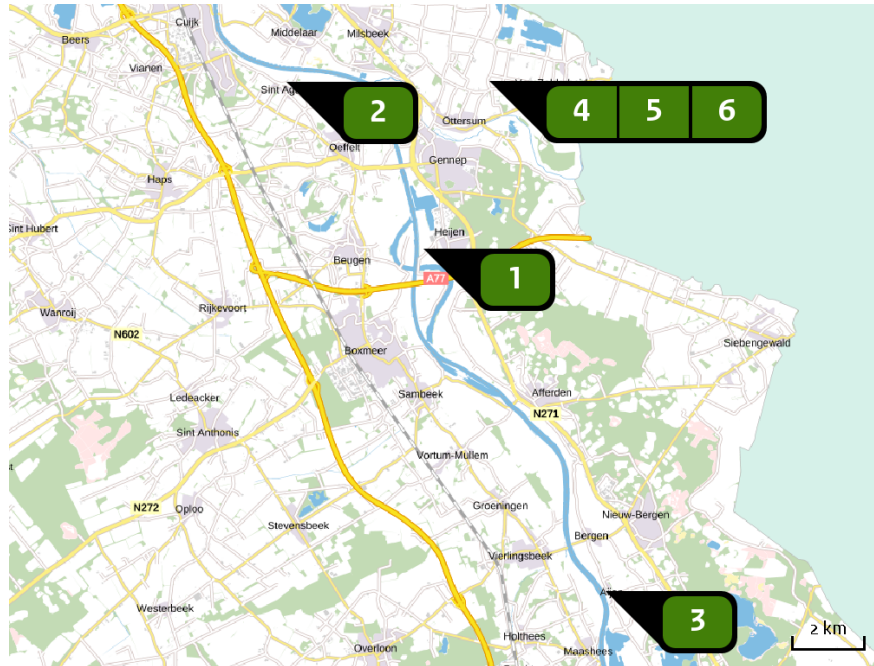 Cuijk
Middelaar
Milsbeek
Beers
Vianen
Sint Ag
2
4 5 6
Ottersum
Oeffelt
Gennep
Haps
Sint Hubert
Heijen
Beugen
A77
1
Rijkevoort
Wanroij
N602
Boxmeer
Siebengewald
Ledeacker
Sambeek
Afferden
N271
Sint Anthonis
Vortum-Mullem
N272
Oploo
Groeningen
Nieuw-Bergen
Stevensbeek
Bergen
Vierlingsbeek
Westerbeek
3
2 km
Holthees
Overloon
Maashees